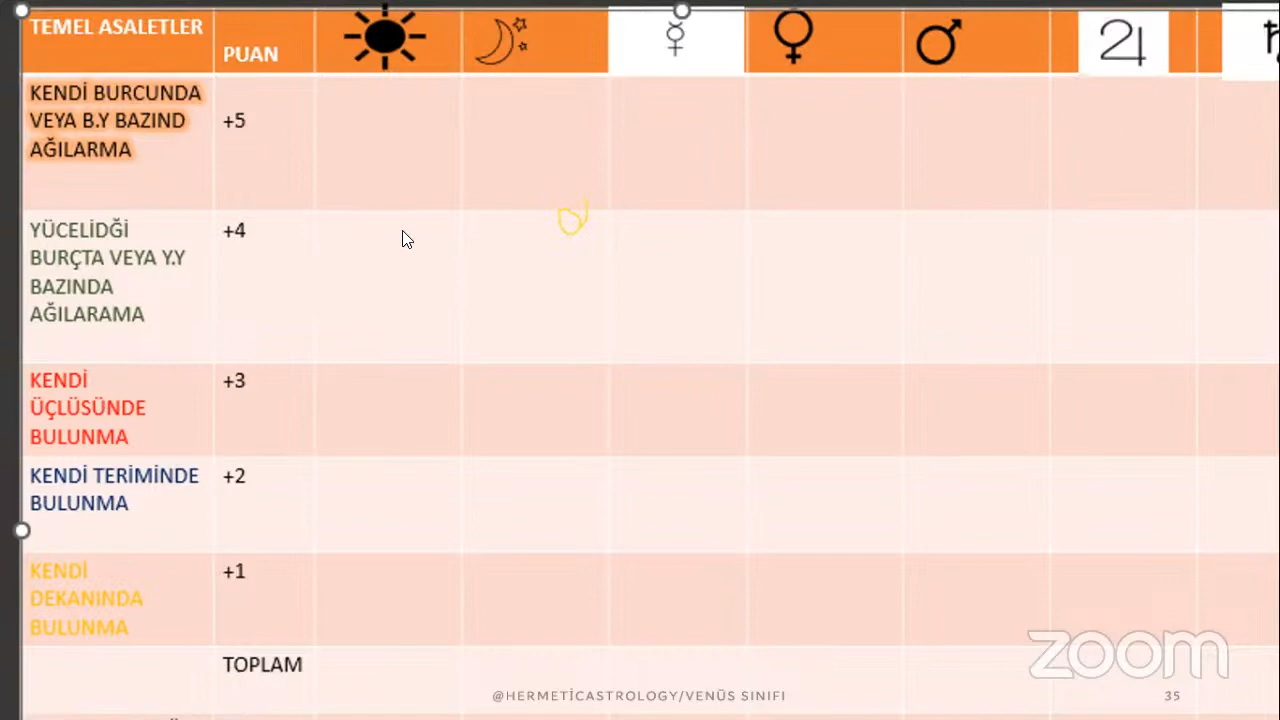 TEMEL ASALETLER
PUAN
KENDİ BURCUNDA
VEYA B.Y BAZIND
AĞILARMA
+5
YÜCELİDĞİ
BURÇTA VEYA Y.Y
BAZINDA
AĞILARAMA
+4
KENDİ
ÜÇLÜSÜNDE
BULUNMA
+3
KENDİ TERİMİNDE
BULUNMA
+2
KENDİ
DEKANINDA
BULUNMA
+1
TOPLAM
zoom
@HERMETİCASTROLOGY/VENÜS SINIFI
35